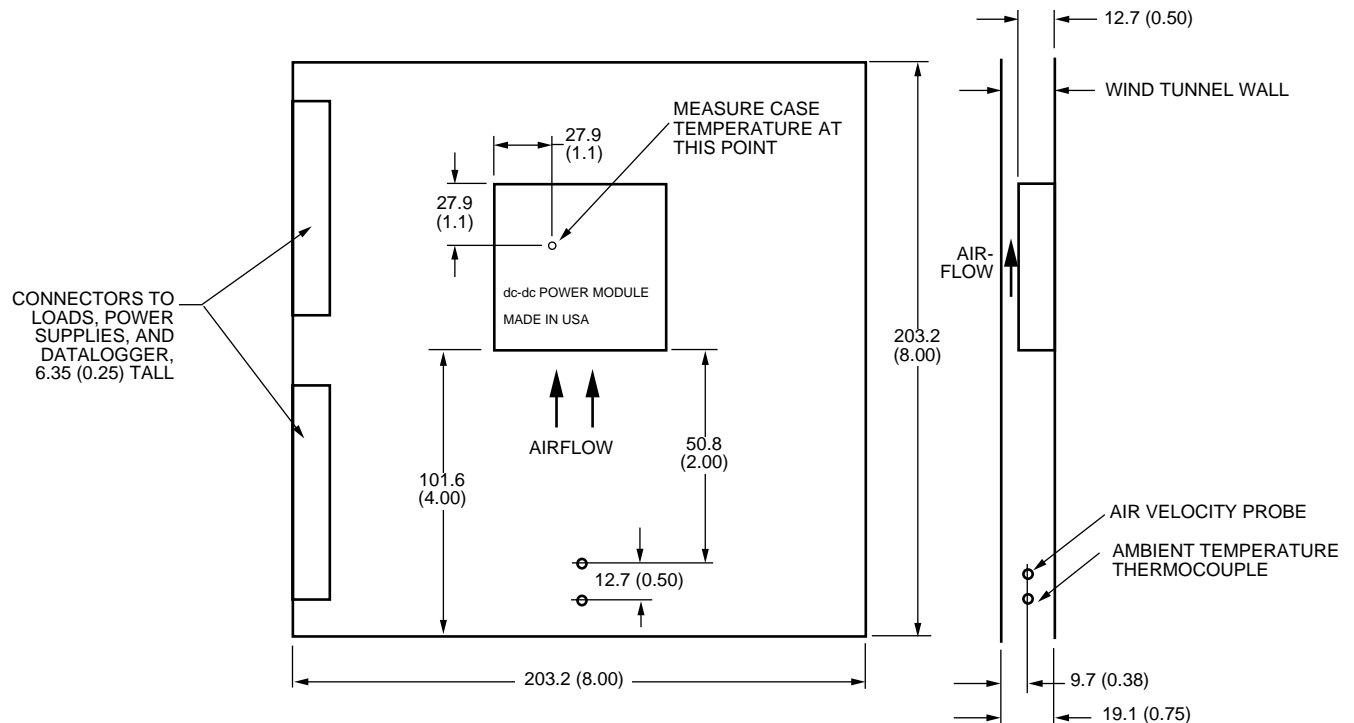 12.7 (0.50)
WIND TUNNEL WALL
MEASURE CASE
TEMPERATURE AT
THIS POINT
27.9
(1.1)
27.9
(1.1)
AIR-
FLOW
dc-dc POWER MODULE
MADE IN USA
CONNECTORS TO
LOADS, POWER
SUPPLIES, AND
DATALOGGER,
6.35 (0.25) TALL
203.2
(8.00)
AIRFLOW
50.8
(2.00)
101.6
(4.00)
AIR VELOCITY PROBE
AMBIENT TEMPERATURE
THERMOCOUPLE
12.7 (0.50)
203.2 (8.00)
9.7 (0.38)
19.1 (0.75)